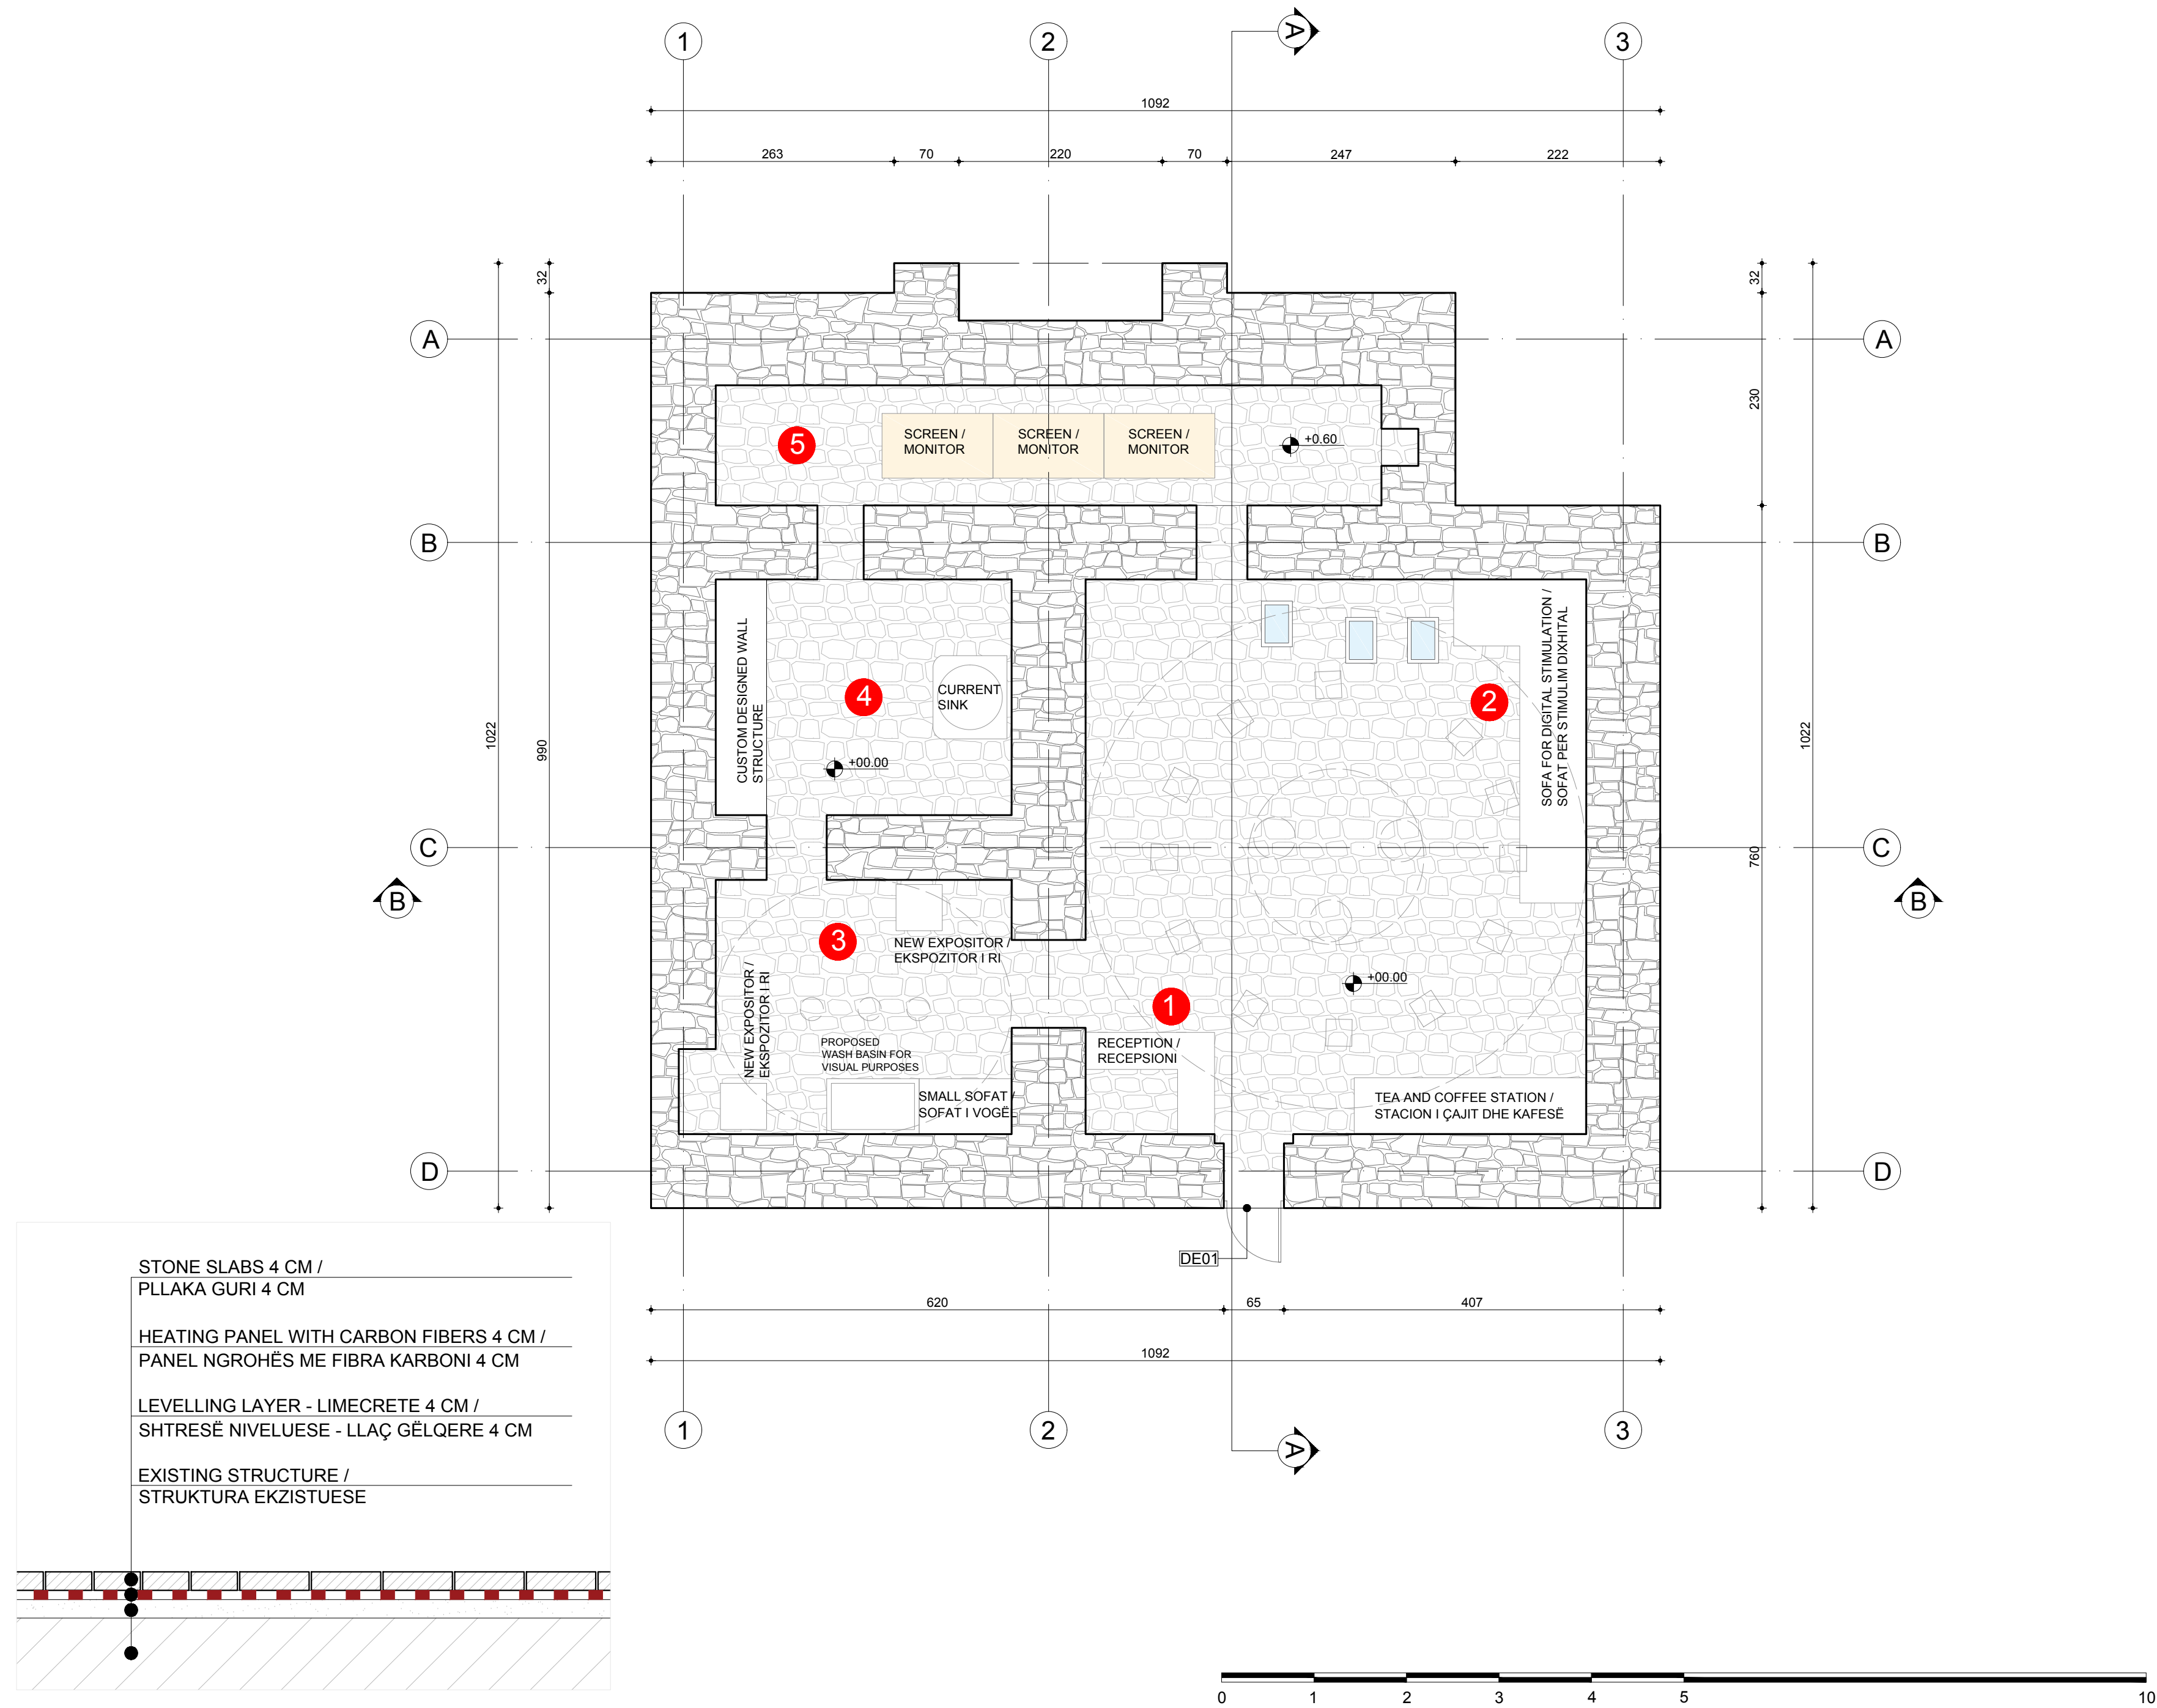 1
2
A
3
1092
263
70
220
70
247
222
32
32
A
A
230
5
SCREEN /
MONITOR
SCREEN /
MONITOR
SCREEN /
MONITOR
+0.60
B
B
CUSTOM DESIGNED WALL
STRUCTURE
4
CURRENT
SINK
+00.00
2
SOFA FOR DIGITAL STIMULATION /
SOFAT PER STIMULIM DIXHITAL
1022
990
1022
760
C
C
B
B
3
NEW EXPOSITOR /
EKSPOZITOR I RI
NEW EXPOSITOR /
EKSPOZITOR I RI
+00.00
1
PROPOSED
WASH BASIN FOR
VISUAL PURPOSES
RECEPTION /
RECEPSIONI
SMALL SOFAT /
SOFAT I VOGËL
TEA AND COFFEE STATION /
STACION I ÇAJIT DHE KAFESË
D
D
DE01
620
65
407
1092
1
2
A
3
STONE SLABS 4 CM /
PLLAKA GURI 4 CM
HEATING PANEL WITH CARBON FIBERS 4 CM /
PANEL NGROHËS ME FIBRA KARBONI 4 CM
LEVELLING LAYER - LIMECRETE 4 CM /
SHTRESË NIVELUESE - LLAÇ GËLQERE 4 CM
EXISTING STRUCTURE /
STRUKTURA EKZISTUESE
0 1 2 3 4 5 10